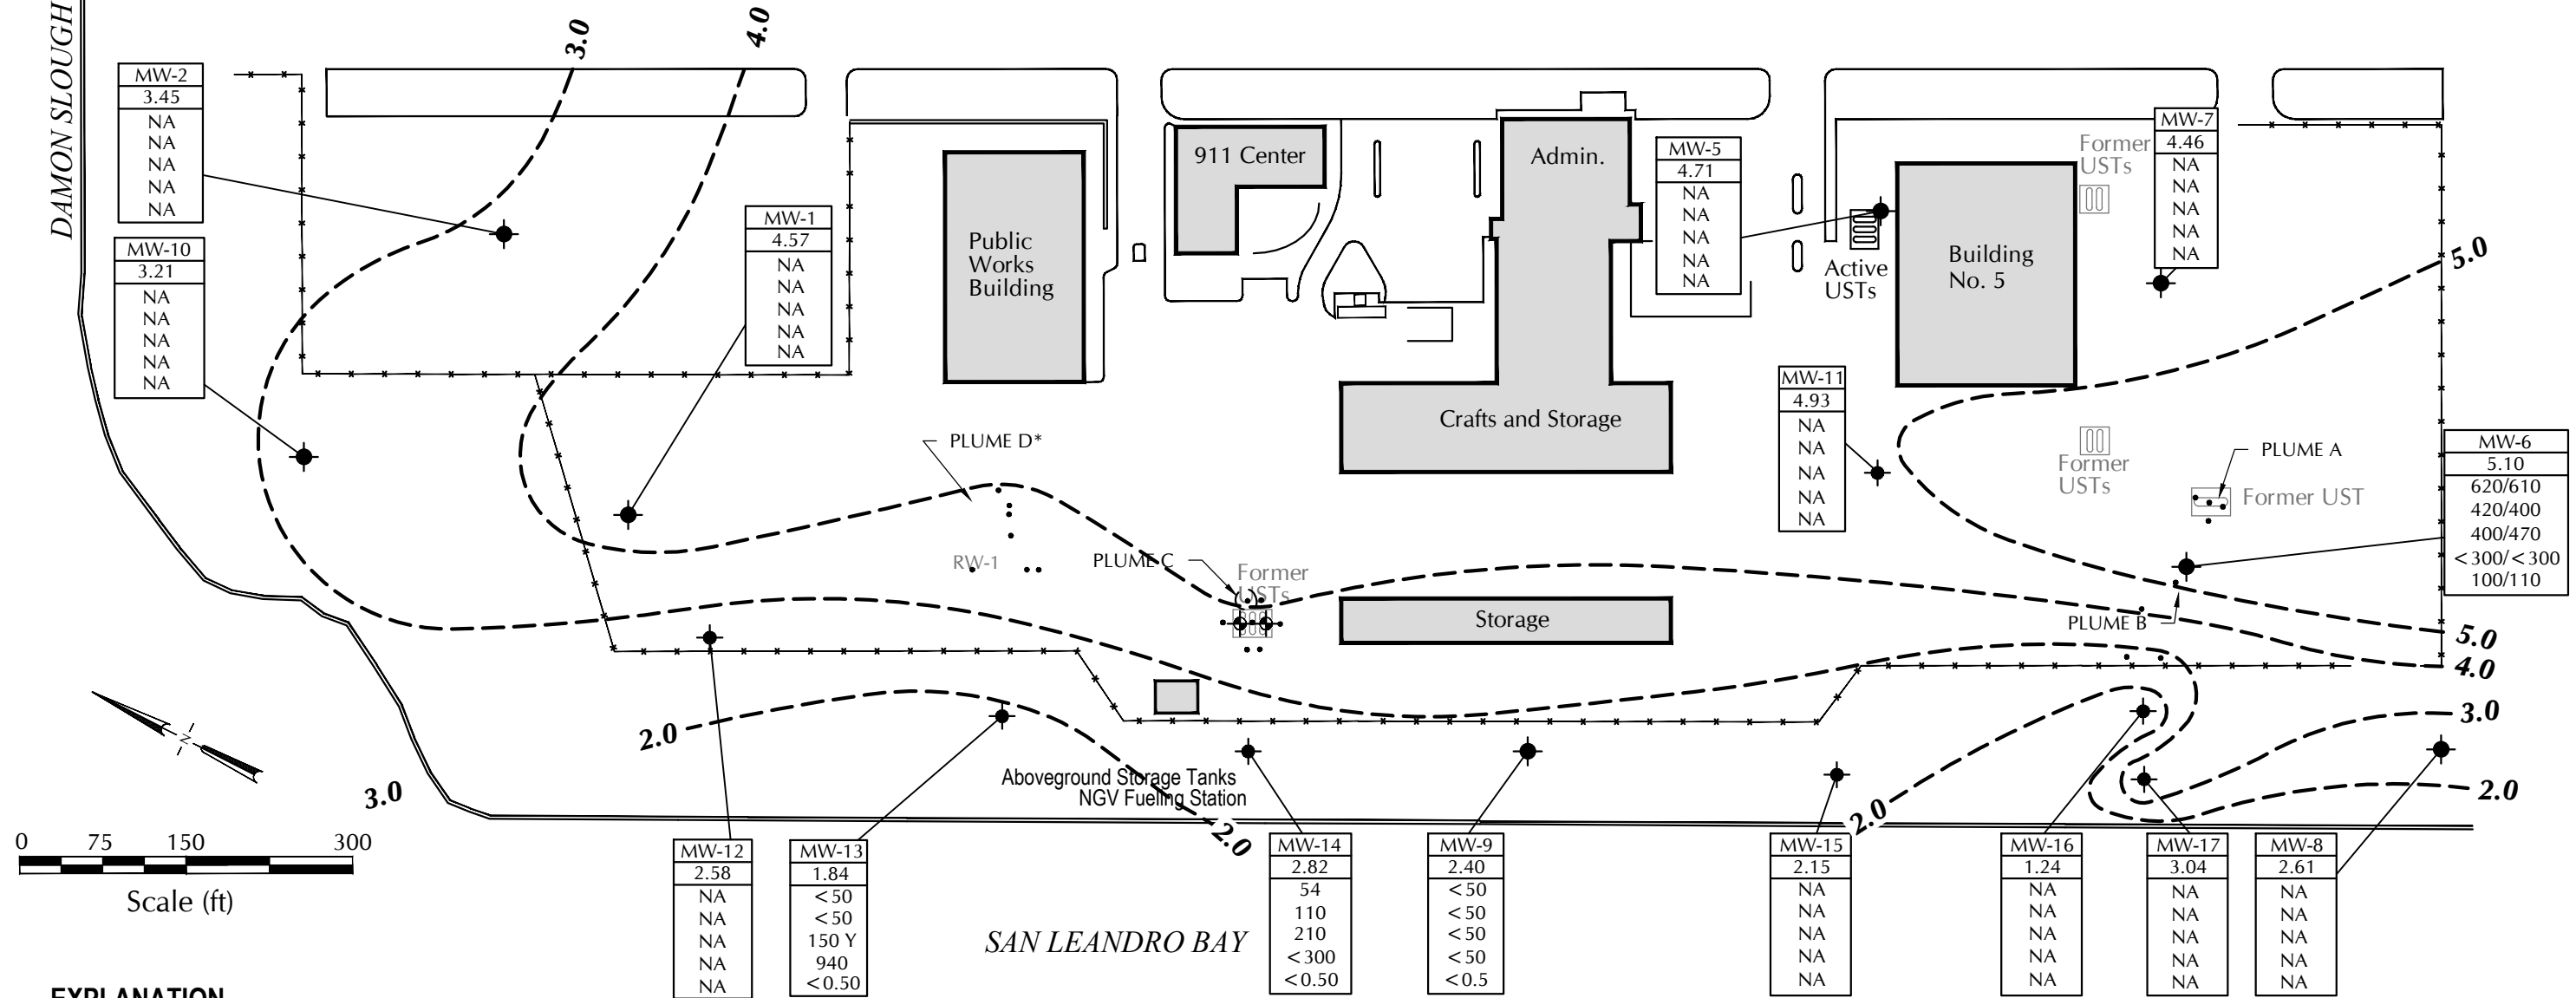 DAMON SLOUGH
3.0
4.0
MW-2
3.45
NA
NA
NA
NA
NA
MW-10
3.21
NA
NA
NA
NA
NA
MW-1
4.57
NA
NA
NA
NA
NA
Public
Works
Building
911 Center
Admin.
Crafts and Storage
MW-5
4.71
NA
NA
NA
NA
NA
Active
USTs
Building
No. 5
Former
USTs
MW-7
4.46
NA
NA
NA
NA
NA
5.0
MW-11
4.93
NA
NA
NA
NA
NA
Former
USTs
PLUME A
Former UST
MW-6
5.10
620/610
420/400
400/470
<300/<300
100/110
PLUME D*
RW-1
PLUME C
Former
USTs
Storage
PLUME B
5.0
4.0
3.0
2.0
N
2.0
3.0
Aboveground Storage Tanks
NGV Fueling Station
2.0
2.0
0 75 150 300
Scale (ft)
MW-12
2.58
NA
NA
NA
NA
NA
MW-13
1.84
<50
<50
150 Y
940
<0.50
SAN LEANDRO BAY
MW-14
2.82
54
110
210
<300
<0.50
MW-9
2.40
<50
<50
<50
<50
<0.5
MW-15
2.15
NA
NA
NA
NA
NA
MW-16
1.24
NA
NA
NA
NA
NA
MW-17
3.04
NA
NA
NA
NA
NA
MW-8
2.61
NA
NA
NA
NA
NA
EXPLANATION